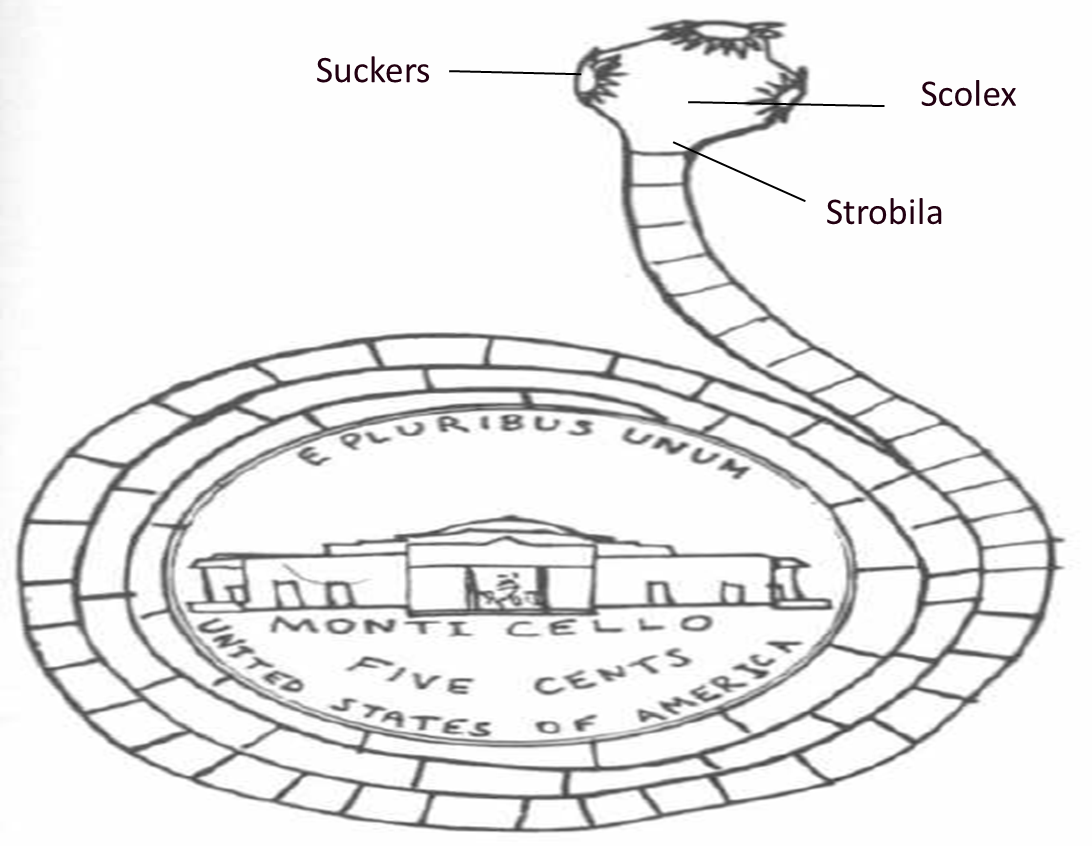 Suckers
Scolex
Strobila
E PLURIBUS UNUM
MONTI CELLO
FIVE CENTS
UNITED STATES OF AMERICA